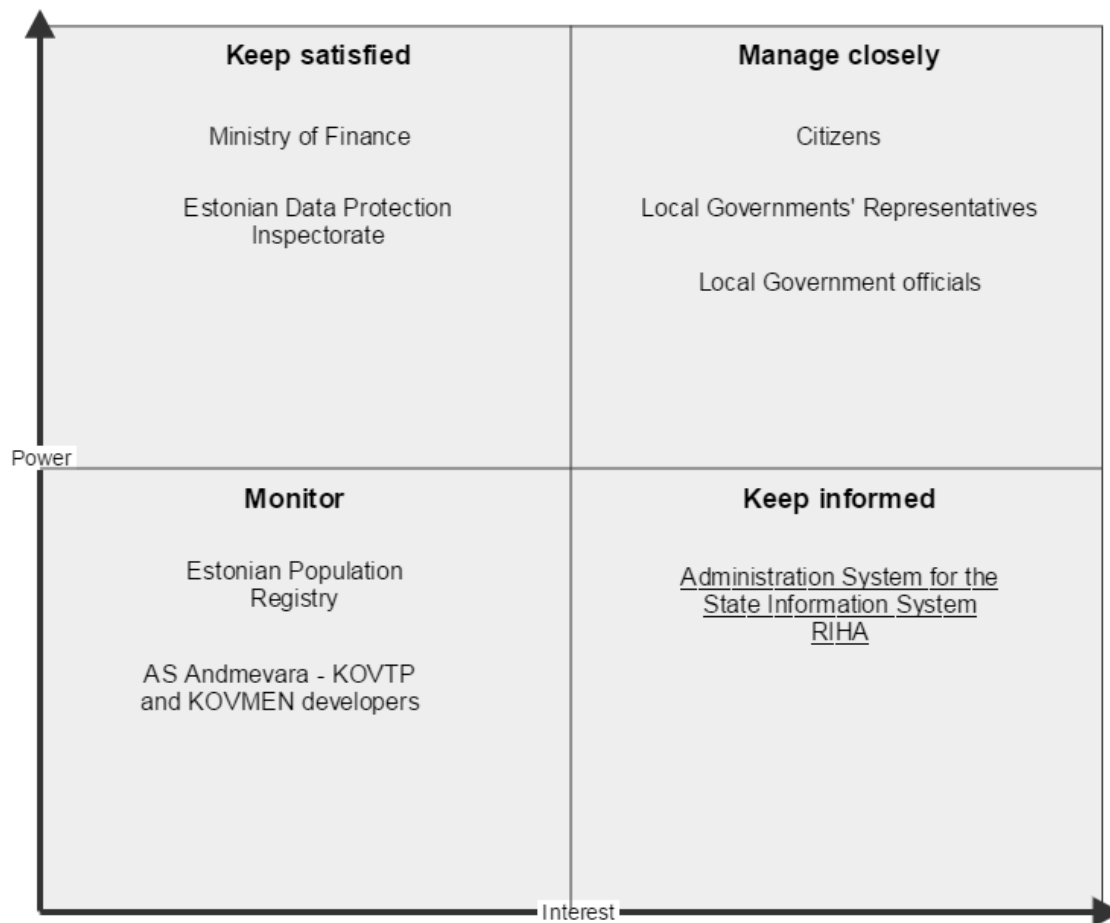 Keep satisfied
Ministry of Finance
Estonian Data Protection
Inspectorate
Manage closely
Citizens
Local Governments' Representatives
Local Government officials
Power
Monitor
Estonian Population
Registry
AS Andmevara - KOVTP
and KOVMEN developers
Keep informed
Administration System for the
State Information System
RIHA
Interest